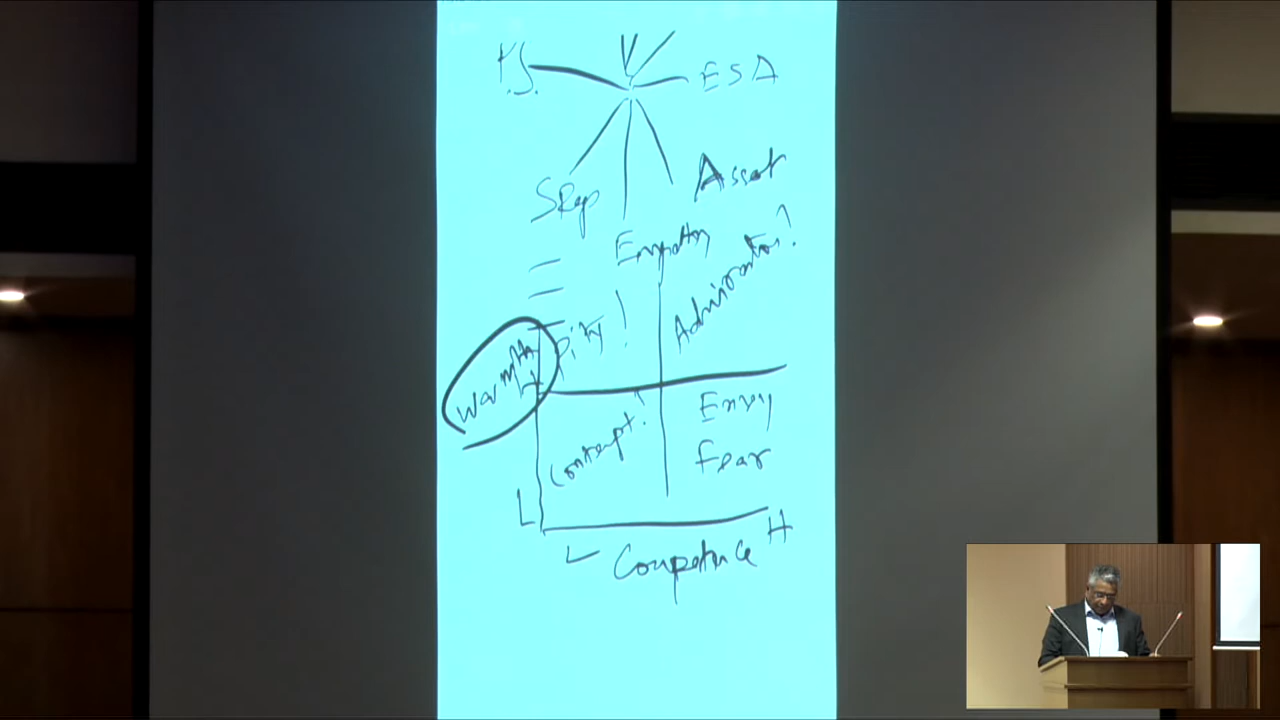 P.S.
ESA
Asset
SRep
Empathy
Admiration?
Pity!
Warmth
H
Envy
Contempt?
Fear
L
L Competence H